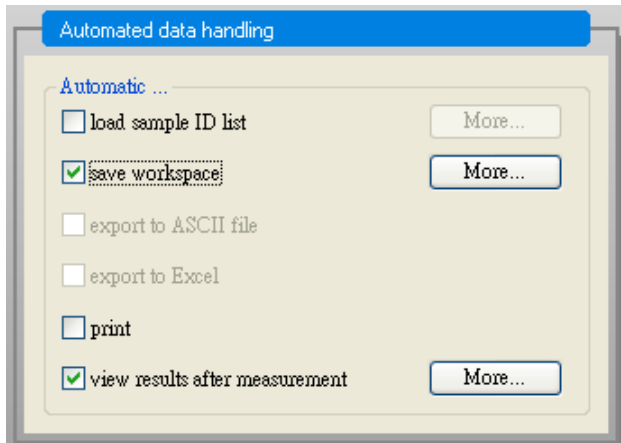 Automated data handling
Automatic ...
load sample ID list More...
save workspace More...
export to ASCII file
export to Excel
print
view results after measurement More...